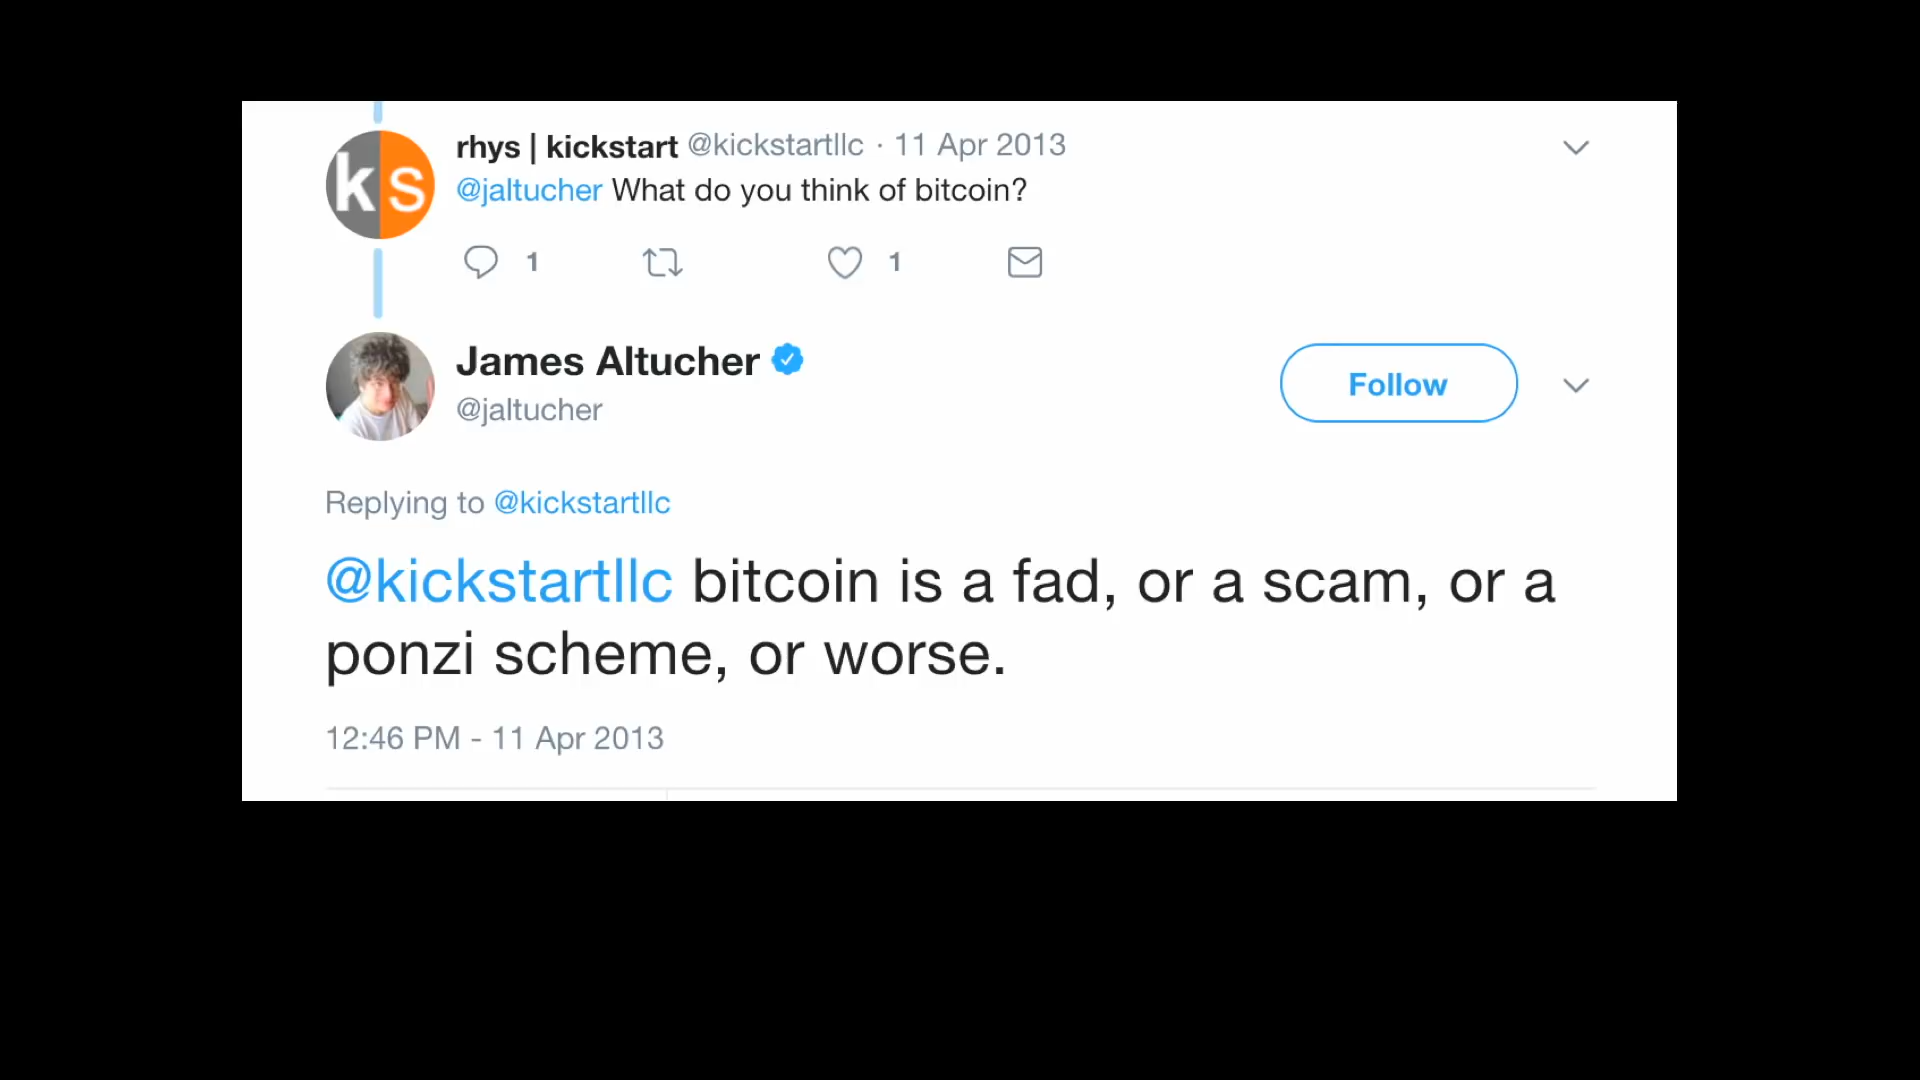 ks
rhys | kickstart @kickstartllc · 11 Apr 2013
@jaltucher What do you think of bitcoin?
1 1
James Altucher
@jaltucher
Follow
Replying to @kickstartllc
@kickstartllc bitcoin is a fad, or a scam, or a
ponzi scheme, or worse.
12:46 PM - 11 Apr 2013